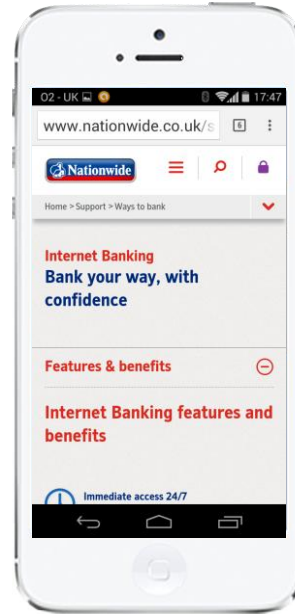 O2 - UK 17:47
www.nationwide.co.uk/s 6
Nationwide
Home > Support > Ways to bank
Internet Banking
Bank your way, with
confidence
Features & benefits
Internet Banking features and
benefits
Immediate access 24/7